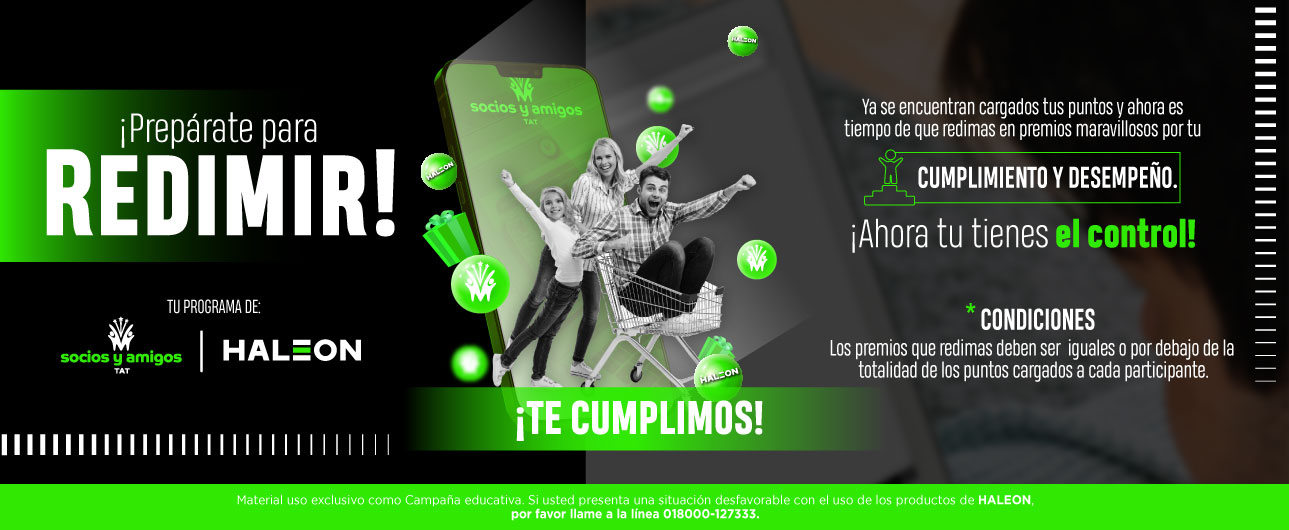 ¡Prepárate para
REDIMIR!
TU PROGRAMA DE:
socios y amigos
TAT
HALEON
socios y amigos
TAT
HALEON
HALEON
HALEON
¡TE CUMPLIMOS!
Ya se encuentran cargados tus puntos y ahora es
tiempo de que redimas en premios maravillosos por tu
CUMPLIMIENTO Y DESEMPEÑO.
¡Ahora tu tienes el control!
* CONDICIONES
Los premios que redimas deben ser iguales o por debajo de la
totalidad de los puntos cargados a cada participante.
Material uso exclusivo como Campaña educativa. Si usted presenta una situación desfavorable con el uso de los productos de HALEON,
por favor llame a la línea 018000-127333.